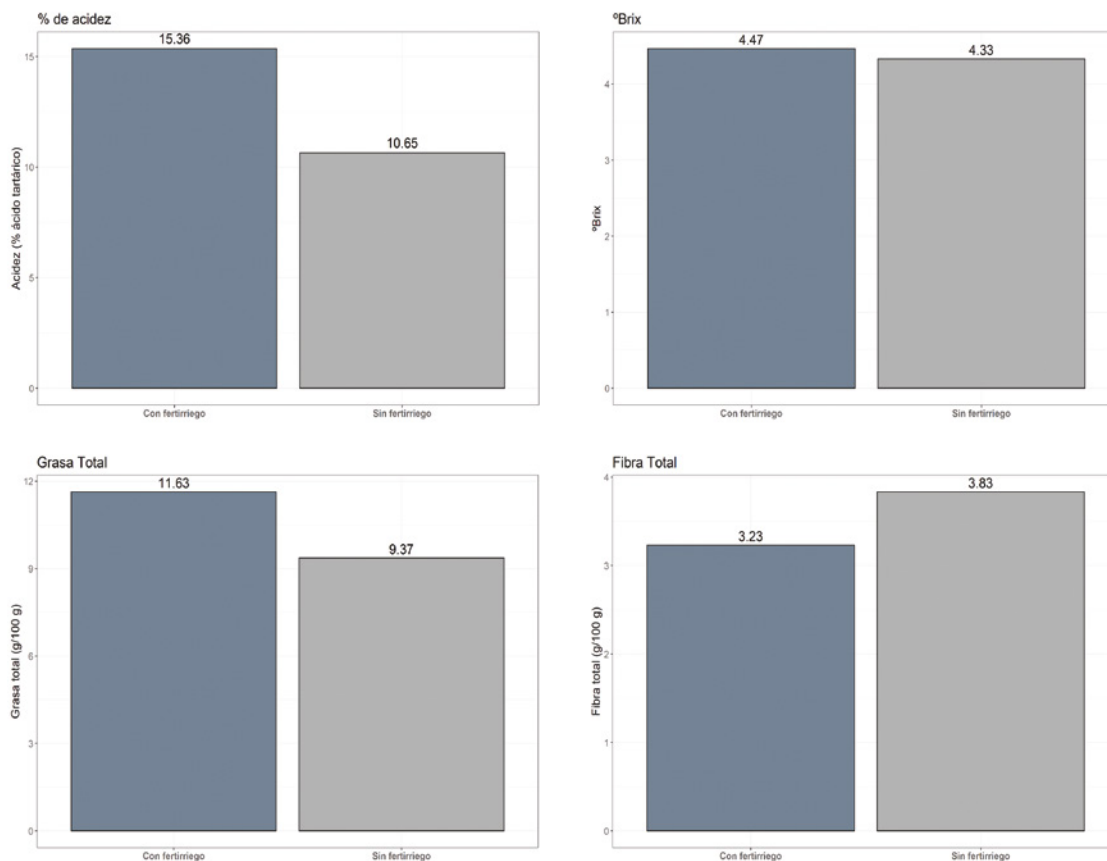 % de acidez
15.36
10.65
Acidez (% ácido tartárico)
15
10
5
0
Con fertirriego
Sin fertirriego
ºBrix
4.47
4.33
ºBrix
4
3
2
1
0
Con fertirriego
Sin fertirriego
Grasa Total
11.63
9.37
Grasa total (g/100 g)
12
9
6
3
0
Con fertirriego
Sin fertirriego
Fibra Total
3.23
3.83
Fibra total (g/100 g)
4
3
2
1
0
Con fertirriego
Sin fertirriego